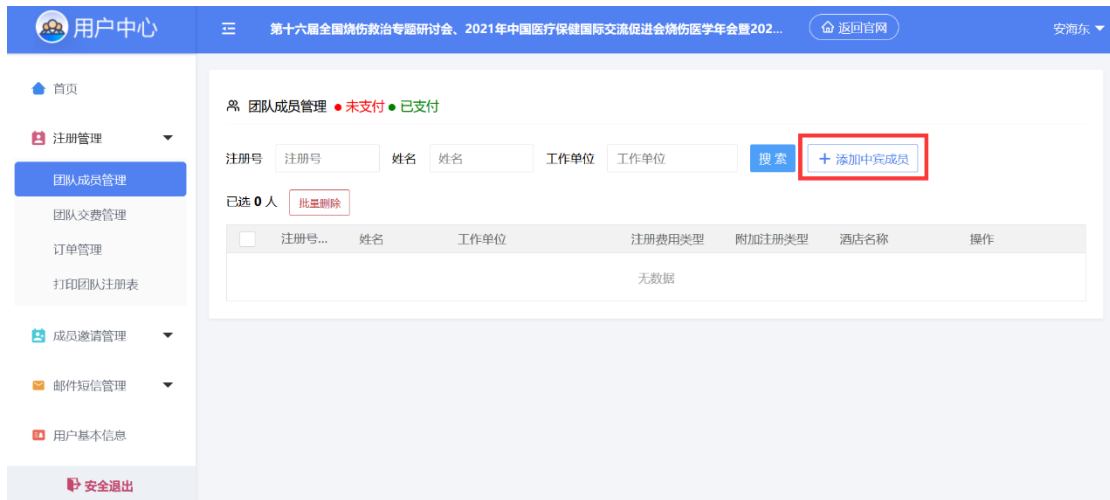 用户中心
第十六届全国烧伤救治专题研讨会、2021年中国医疗保健国际交流促进会烧伤医学年会暨202...
返回官网
安海东
首页
注册管理
团队成员管理
团队交费管理
订单管理
打印团队注册表
成员邀请管理
邮件短信管理
用户基本信息
安全退出
团队成员管理 ● 未支付 ● 已支付
注册号 注册号 姓名 姓名 工作单位 工作单位 搜索 + 添加中宾成员
已选 0 人 批量删除
注册号... 姓名 工作单位 注册费用类型 附加注册类型 酒店名称 操作
无数据